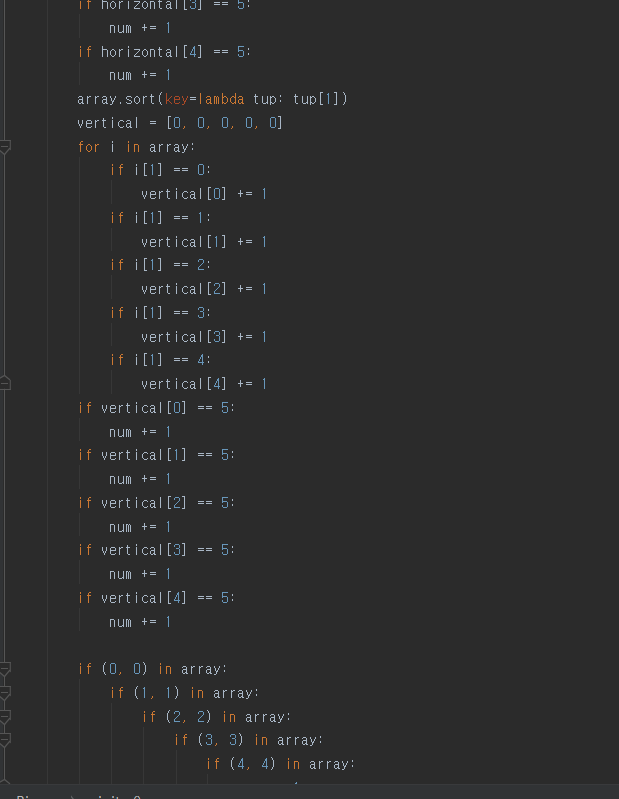 if horizontal[3] == 5:
num += 1
if horizontal[4] == 5:
num += 1
array.sort(key=lambda tup: tup[1])
vertical = [0, 0, 0, 0, 0]
for i in array:
if i[1] == 0:
vertical[0] += 1
if i[1] == 1:
vertical[1] += 1
if i[1] == 2:
vertical[2] += 1
if i[1] == 3:
vertical[3] += 1
if i[1] == 4:
vertical[4] += 1
if vertical[0] == 5:
num += 1
if vertical[1] == 5:
num += 1
if vertical[2] == 5:
num += 1
if vertical[3] == 5:
num += 1
if vertical[4] == 5:
num += 1
if (0, 0) in array:
if (1, 1) in array:
if (2, 2) in array:
if (3, 3) in array:
if (4, 4) in array: